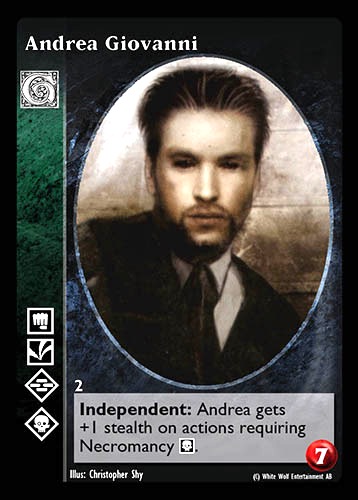 Andrea Giovanni
2
Independent: Andrea gets
+1 stealth on actions requiring
Necromancy.
7
Illus: Christopher Shy
(C) White Wolf Entertainment AB